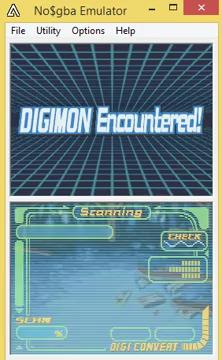 No$gba Emulator
File Utility Options Help
DIGIMON Encountered!
Scanning
CHECK
SCAN
%
DIGI CONVERT